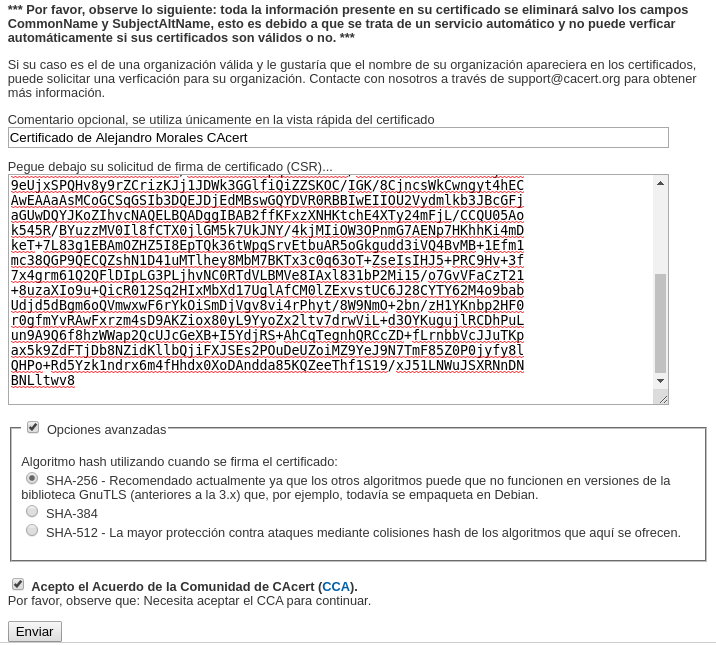 *** Por favor, observe lo siguiente: toda la información presente en su certificado se eliminará salvo los campos
CommonName y SubjectAltName, esto es debido a que se trata de un servicio automático y no puede verficar
automáticamente si sus certificados son válidos o no. ***
Si su caso es el de una organización válida y le gustaría que el nombre de su organización apareciera en los certificados,
puede solicitar una verficación para su organización. Contacte con nosotros a través de support@cacert.org para obtener
más información.
Comentario opcional, se utiliza únicamente en la vista rápida del certificado
Certificado de Alejandro Morales CAcert
Pegue debajo su solicitud de firma de certificado (CSR)...
9eUjxSPQHv8y9rZCrizKJj1JDWk3GGlfiQiZZSKOC/IGK/8CjncsWkCwngyt4hEC
AwEAAaAsMCoGCSqGSIb3DQEJDjEdMBswGQYDVR0RBBIwEIIOU2Vydmlkb3JBcGFj
aGUwDQYJKoZIhvcNAQELBQADggIBAB2ffKFxzXNHKtchE4XTy24mFjL/CCQU05Ao
k545R/BYuzzMV0Il8fCTX0jlGM5k7UkJNY/4kjMIiOW3OPnmG7AENp7HKhhKi4mD
keT+7L83g1EBAmOZHZ5I8EpTQk36tWpqSrvEtbuAR5oGkgudd3iVQ4BvMB+1Efm1
mc38QGP9QECQZshN1D41uMTlhey8MbM7BKTx3c0q63oT+ZseIsIHJ5+PRC9Hv+3f
7x4grm61Q2QFlDIpLG3PLjhvNC0RTdVLBMVe8IAxl831bP2Mi15/o7GvVFaCzT21
+8uzaXIo9u+QicR012Sq2HIxMbXd17UglAfCM0lZExvstUC6J28CYTY62M4o9bab
Udjd5dBgm6oQVmwxwF6rYkOiSmDjVgv8vi4rPhyt/8W9NmO+2bn/zH1YKnbp2HF0
r0gfmYvRAwFxrzm4sD9AKZiox80yL9YyoZx2ltv7drwViL+d3OYKugujlRCDhPuL
un9A9Q6f8hzWWap2QcUJcGeXB+I5YdjRS+AhCqTegnhQRCcZD+fLrnbbVcJJuTKp
ax5k9ZdFTjDb8NZidKllbQjiFXJSEs2POuDeUZoiMZ9YeJ9N7TmF85Z0P0jyfy8l
QHPo+Rd5Yzk1ndrx6m4fHhdx0XoDAndda85KQZeeThf1S19/xJ51LNWuJSXRNnDN
BNLltwv8
Opciones avanzadas
Algoritmo hash utilizando cuando se firma el certificado:
SHA-256 - Recomendado actualmente ya que los otros algoritmos puede que no funcionen en versiones de la
biblioteca GnuTLS (anteriores a la 3.x) que, por ejemplo, todavía se empaqueta en Debian.
SHA-384
SHA-512 - La mayor protección contra ataques mediante colisiones hash de los algoritmos que aquí se ofrecen.
Acepto el Acuerdo de la Comunidad de CAcert (CCA).
Por favor, observe que: Necesita aceptar el CCA para continuar.
Enviar